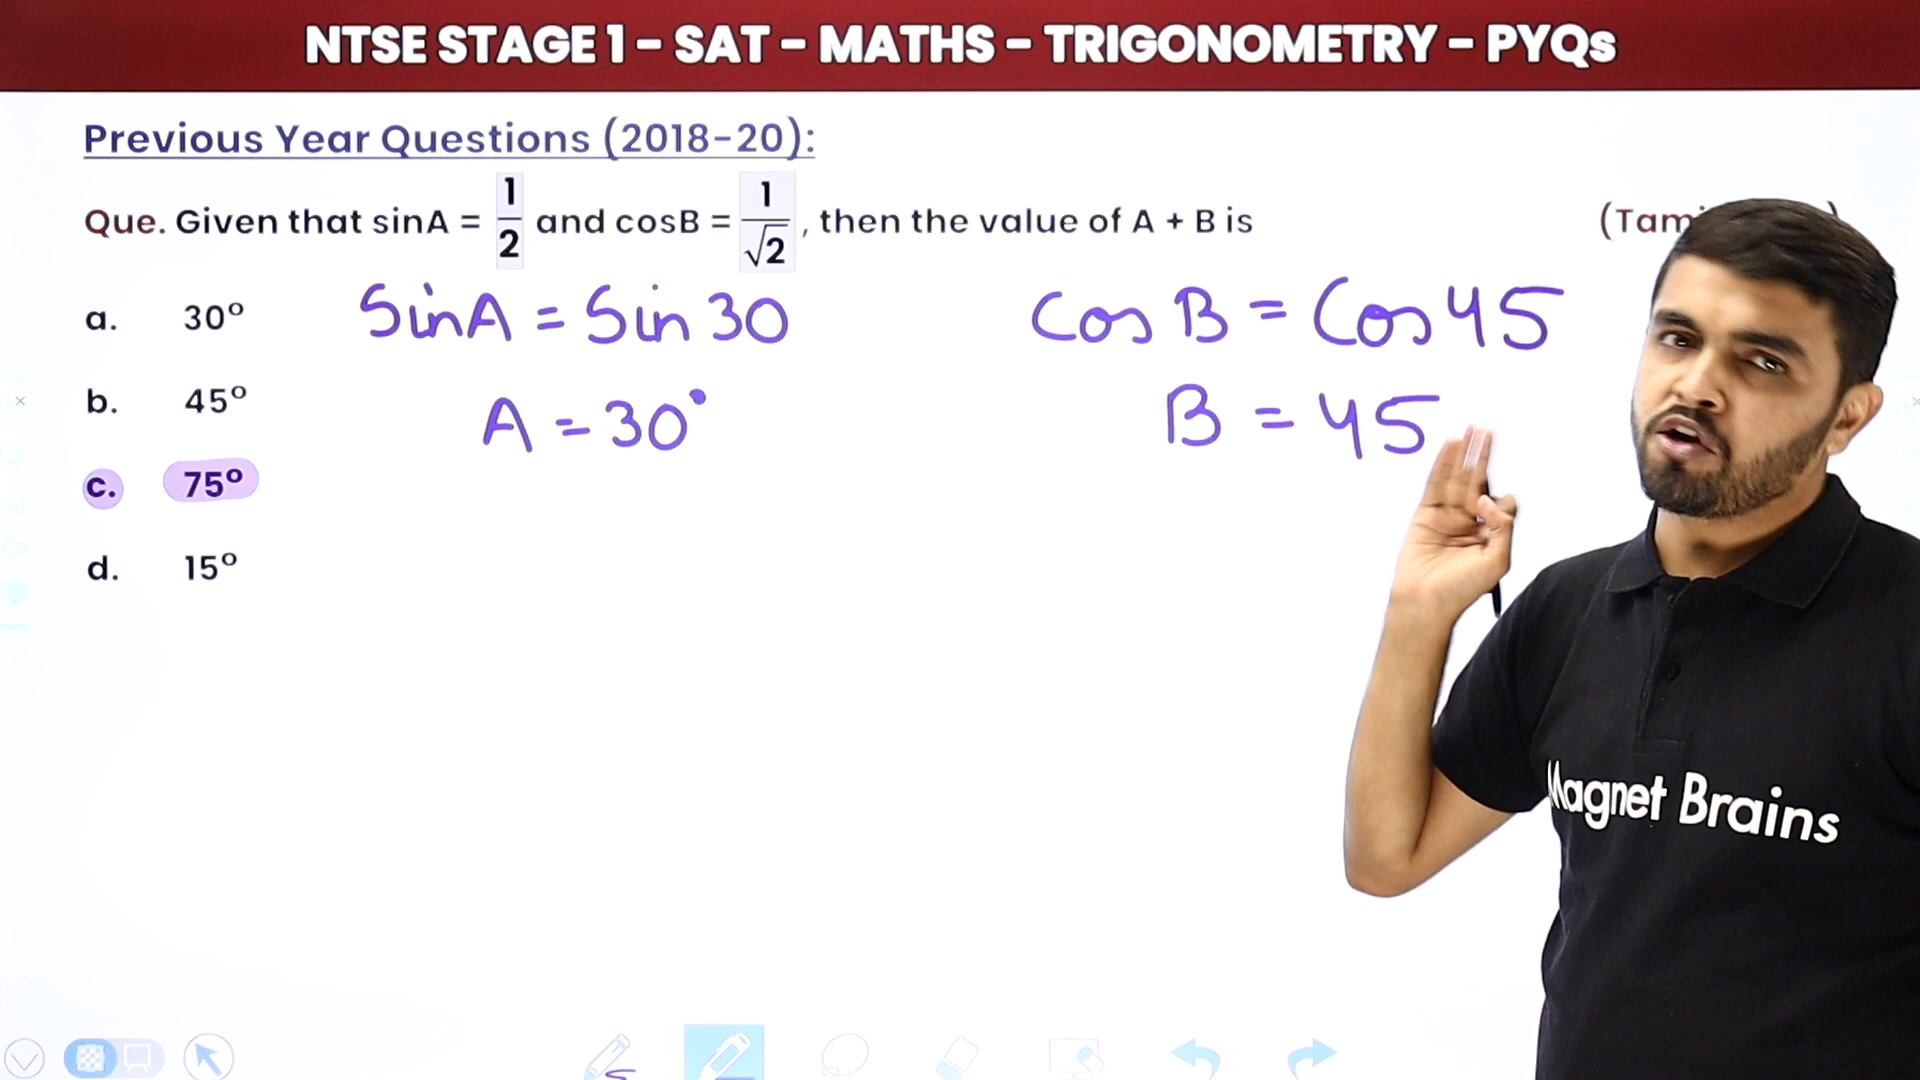 NTSE STAGE 1 – SAT – MATHS – TRIGONOMETRY – PYQs
Previous Year Questions (2018-20):
Que. Given that sinA = 1/2 and cosB = 1/√2, then the value of A + B is
a. 30°
b. 45°
c. 75°
d. 15°
SinA = Sin 30
A = 30°
Cos B = Cos 45
B = 45
Magnet Brains